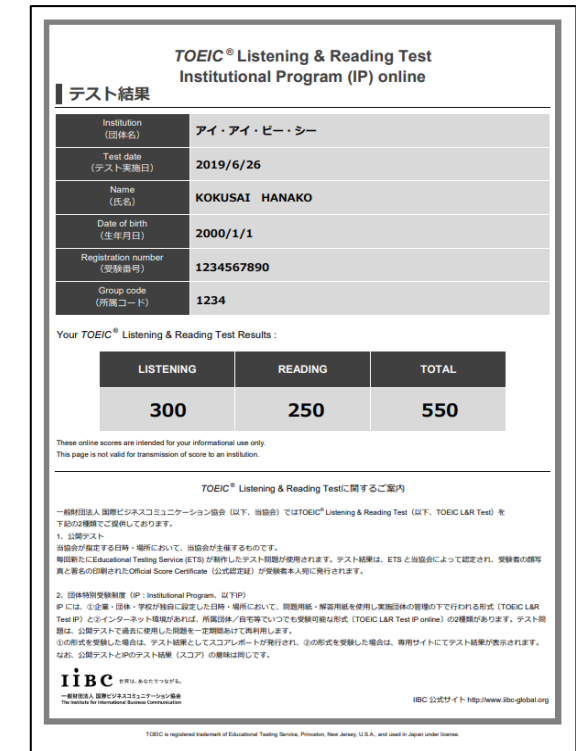 TOEIC® Listening & Reading Test
Institutional Program (IP) online
テスト結果
Institution
（団体名）
アイ・アイ・ビー・シー
Test date
（テスト実施日）
2019/6/26
Name
（氏名）
KOKUSAI HANAKO
Date of birth
（生年月日）
2000/1/1
Registration number
（受験番号）
1234567890
Group code
（所属コード）
1234
Your TOEIC® Listening & Reading Test Results :
LISTENING READING TOTAL
300 250 550
These online scores are intended for your informational use only.
This page is not valid for transmission of score to an institution.
TOEIC® Listening & Reading Testに関するご案内
一般財団法人 国際ビジネスコミュニケーション協会（以下、当協会）ではTOEIC® Listening & Reading Test（以下、TOEIC L&R Test）を
下記の2種類でご提供しております。
1、公開テスト
当協会が指定する日時・場所において、当協会が主催するものです。
毎回新たにEducational Testing Service (ETS) が制作したテスト問題が使用されます。テスト結果は、ETS と当協会によって認定され、受験者の顔写
真と署名の印刷されたOfficial Score Certificate（公式認定証）が受験者本人宛に発行されます。
2、団体特別受験制度（IP：Institutional Program、以下IP）
IP には、①企業・団体・学校が独自に設定した日時・場所において、問題用紙・解答用紙を使用し実施団体の管理の下で行われる形式（TOEIC L&R
Test IP）と②インターネット環境があれば、所属団体／自宅等でいつでも受験可能な形式（TOEIC L&R Test IP online）の2種類があります。テスト問
題は、公開テストで過去に使用した問題を一定期間あけて再利用します。
①の形式を受験した場合は、テスト結果としてスコアレポートが発行され、②の形式を受験した場合は、専用サイトにてテスト結果が表示されます。
なお、公開テストとIPのテスト結果（スコア）の意味は同じです。
IIBC 世界は、あなたでつながる。
一般財団法人 国際ビジネスコミュニケーション協会
The Institute for International Business Communication
IIBC 公式サイト http://www.iibc-global.org
TOEIC is registered trademark of Educational Testing Service, Princeton, New Jersey, U.S.A., and used in Japan under license.